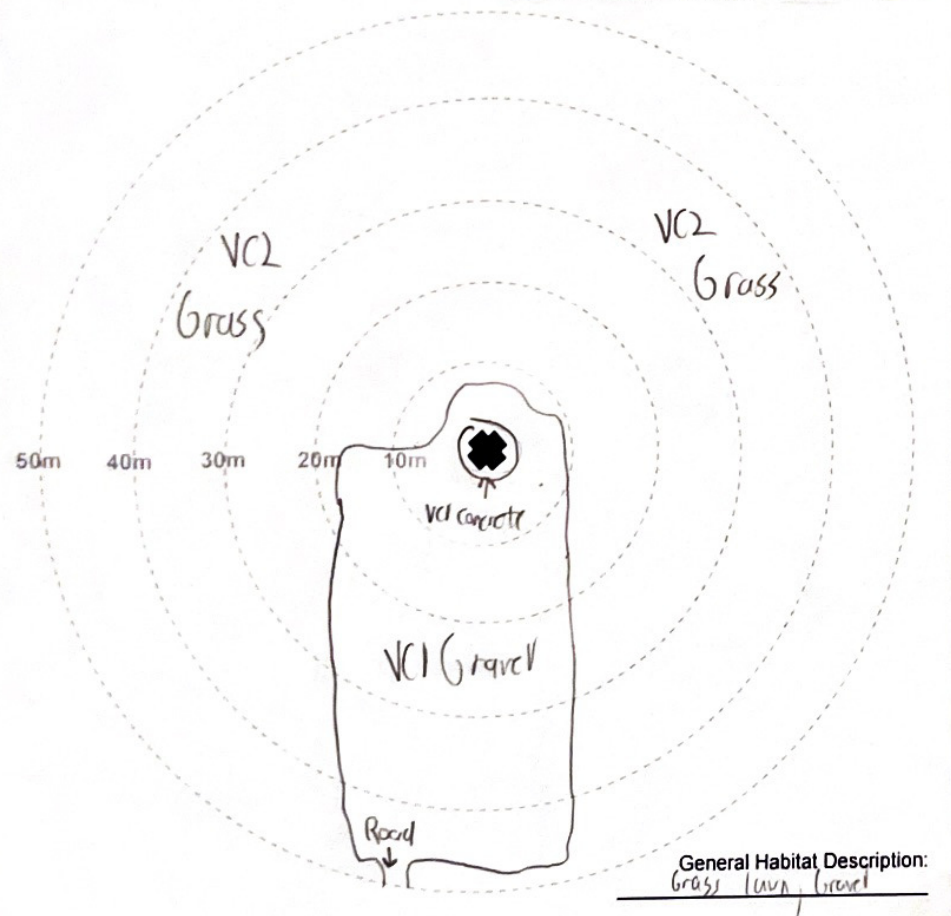 VC2
Grass
VC2
Grass
50m 40m 30m 20m 10m
VC1 Concrete
VC1 Gravel
Road
General Habitat Description:
Grass lawn, Gravel